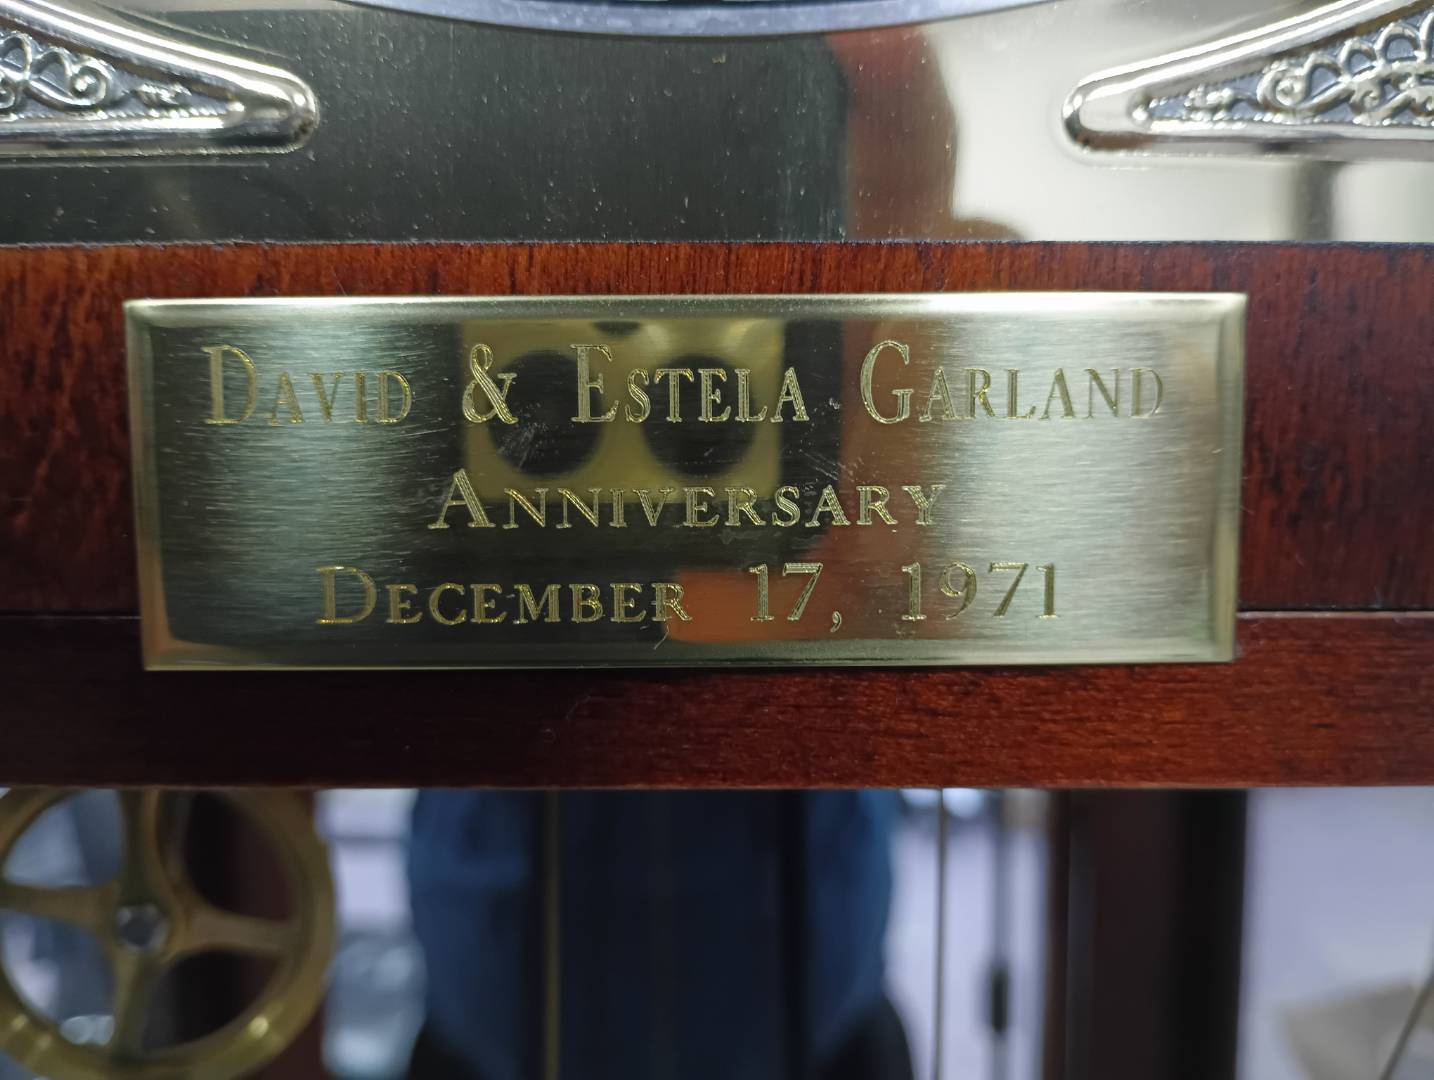 David & Estela Garland
Anniversary
December 17, 1971